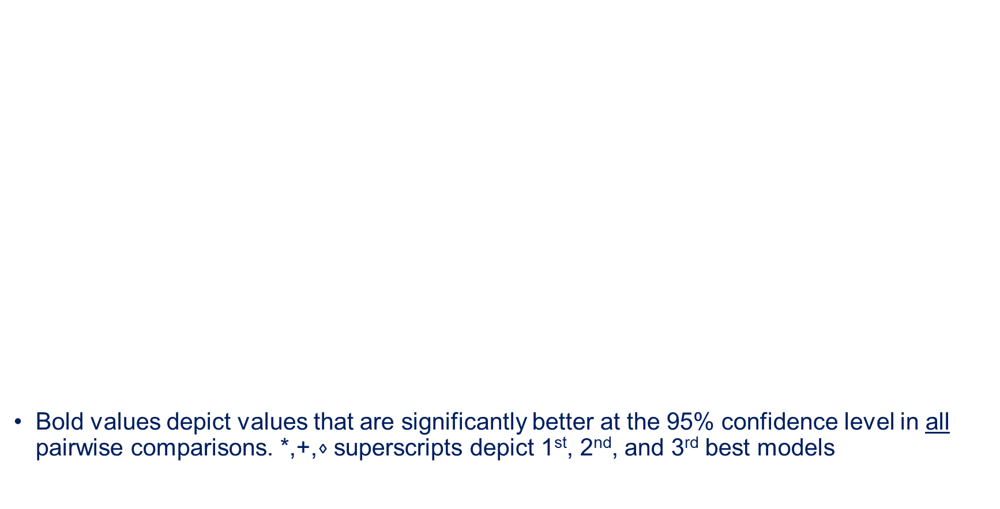 • Bold values depict values that are significantly better at the 95% confidence level in all
pairwise comparisons. *,+,⋄ superscripts depict 1st, 2nd, and 3rd best models